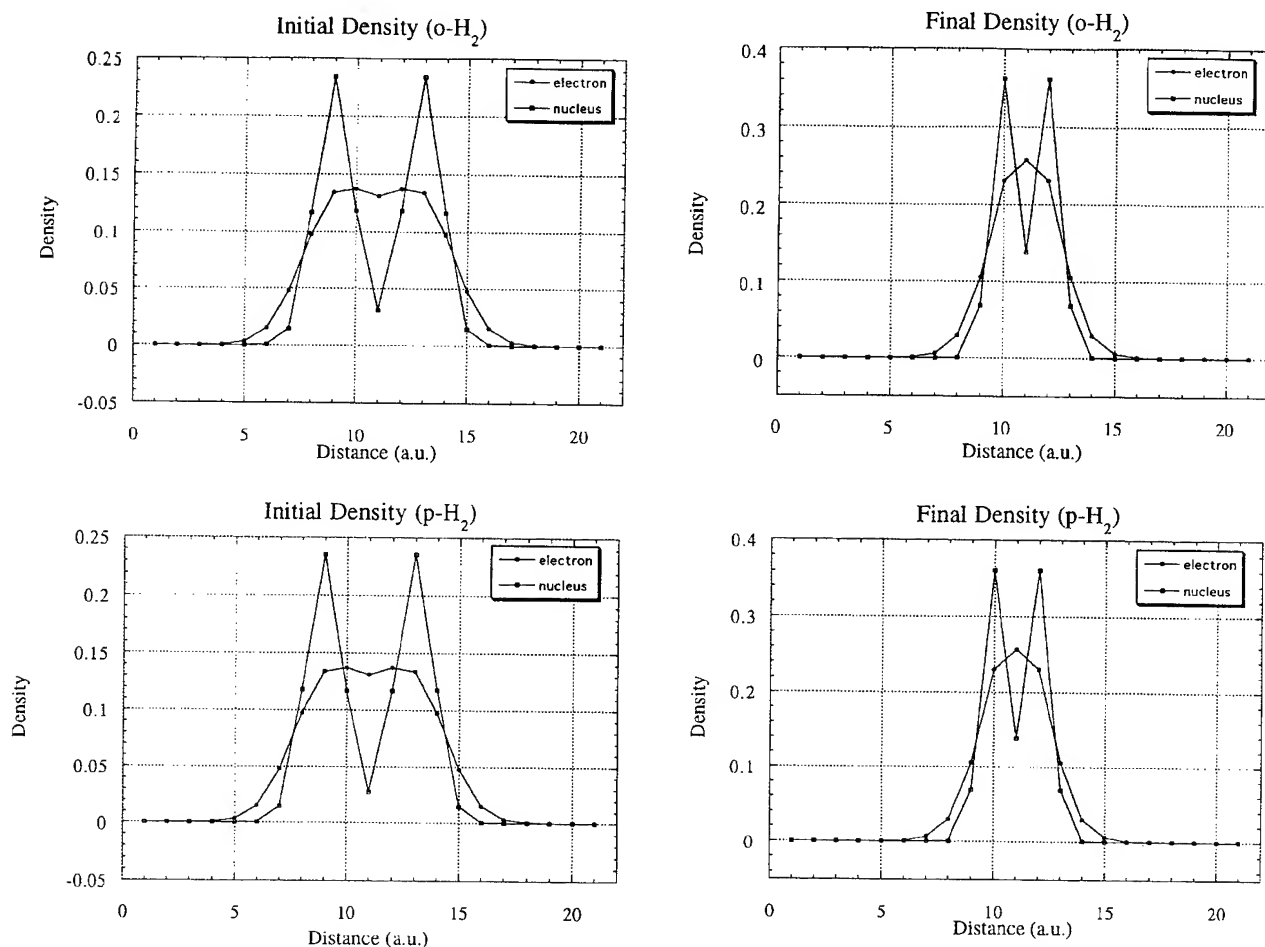 Initial Density (o-H2)
0.25
0.2
0.15
0.1
0.05
0
-0.05
Density
electron
nucleus
0
5
10
15
20
Distance (a.u.)
Final Density (o-H2)
0.4
0.3
0.2
0.1
0
Density
electron
nucleus
0
5
10
15
20
Distance (a.u.)
Initial Density (p-H2)
0.25
0.2
0.15
0.1
0.05
0
-0.05
Density
electron
nucleus
0
5
10
15
20
Distance (a.u.)
Final Density (p-H2)
0.4
0.3
0.2
0.1
0
Density
electron
nucleus
0
5
10
15
20
Distance (a.u.)